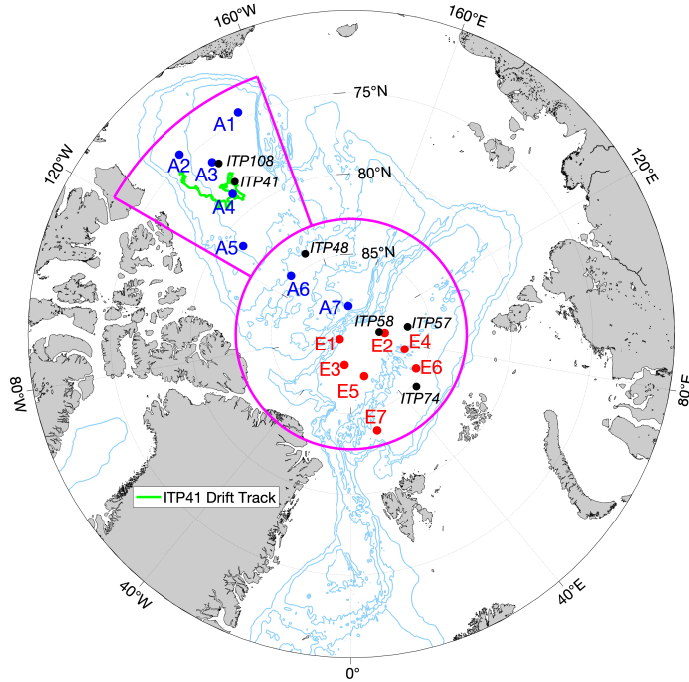 160°W
160°E
75°N
A1
120°W
120°E
A2
A3
ITP108
80°N
ITP41
A4
A5
ITP48
85°N
A6
A7
ITP58
ITP57
E1
E2
E4
E3
E6
E5
ITP74
80°W
80°E
E7
ITP41 Drift Track
40°W
40°E
0°